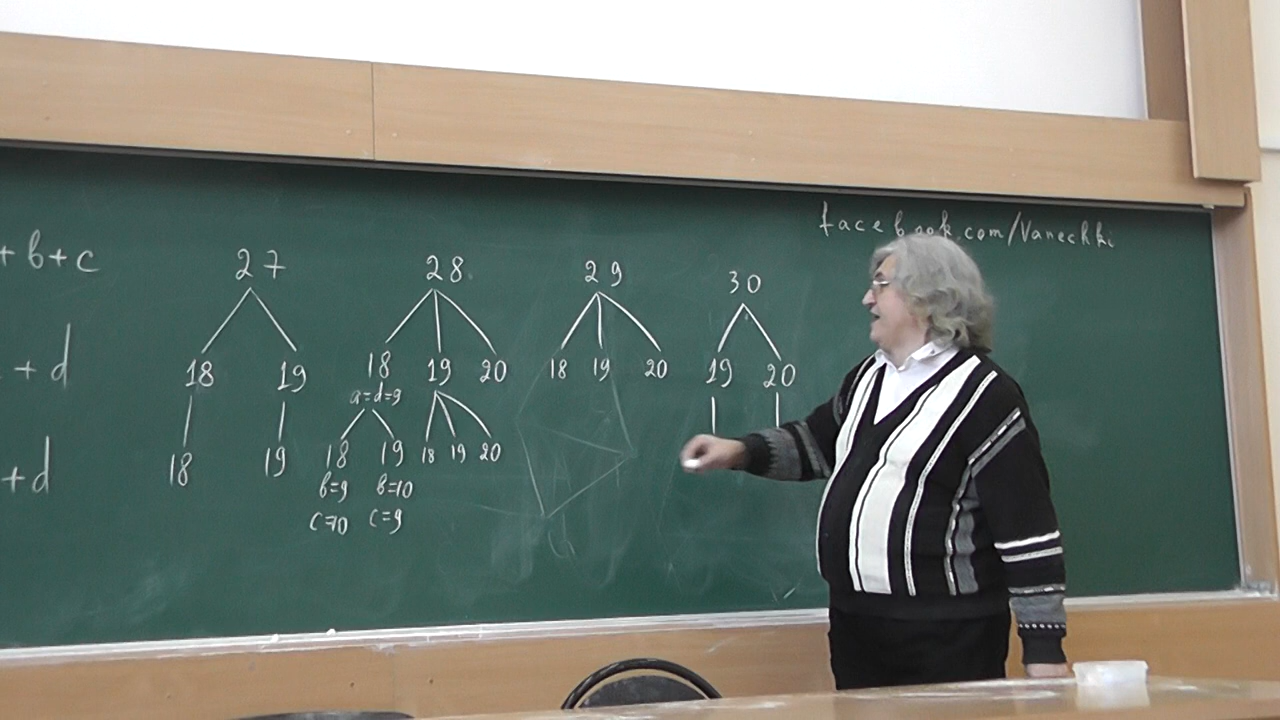 facebook.com/Vanechki
+b+c
27 28 29 30
18 19 18 19 20 18 19 20 19 20
+d
a=d=9
18 19 18 19 18 19 20
+d
b=9 b=10
c=10 c=9